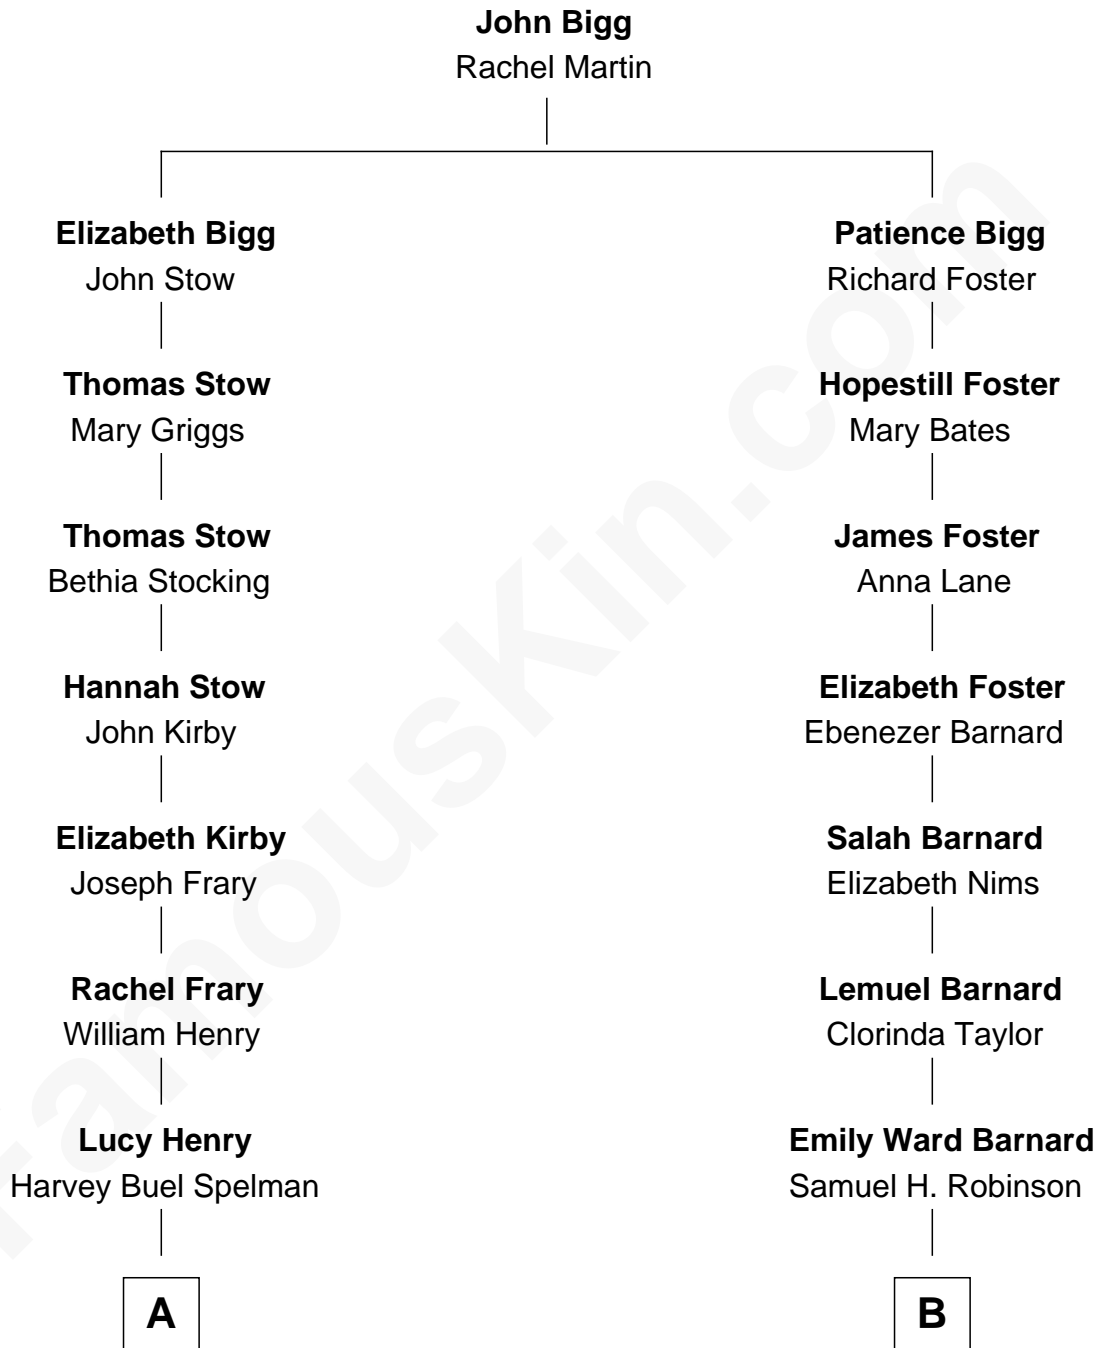 John Bigg
Rachel Martin
Elizabeth Bigg
John Stow
Patience Bigg
Richard Foster
Thomas Stow
Mary Griggs
Hopestill Foster
Mary Bates
Thomas Stow
Bethia Stocking
James Foster
Anna Lane
Hannah Stow
John Kirby
Elizabeth Foster
Ebenezer Barnard
Elizabeth Kirby
Joseph Frary
Salah Barnard
Elizabeth Nims
Rachel Frary
William Henry
Lemuel Barnard
Clorinda Taylor
Lucy Henry
Harvey Buel Spelman
Emily Ward Barnard
Samuel H. Robinson
A
B
FamousKin.com